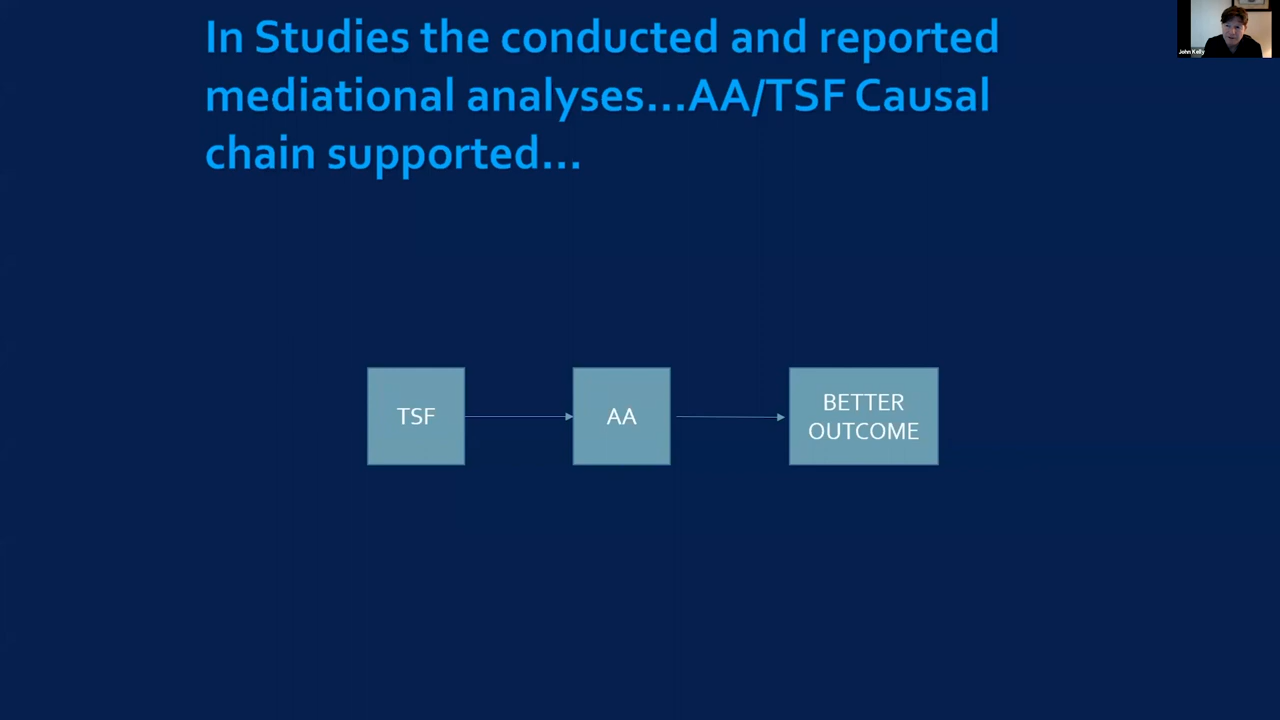 In Studies the conducted and reported
mediational analyses...AA/TSF Causal
chain supported...
TSF
AA
BETTER
OUTCOME
John Kelly